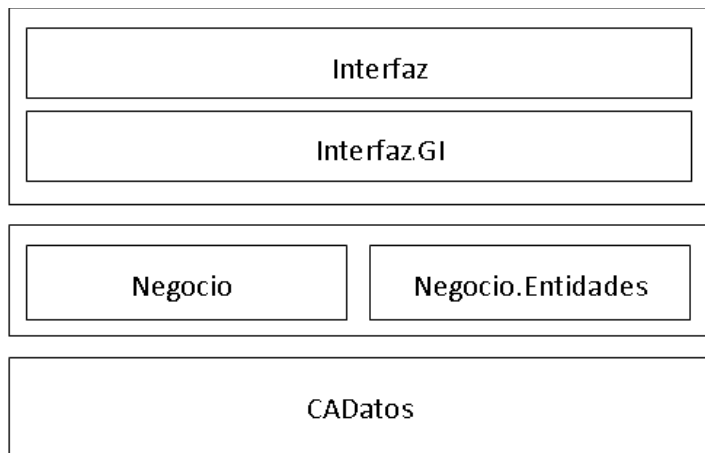 Interfaz
Interfaz.GI
Negocio
Negocio.Entidades
CADatos